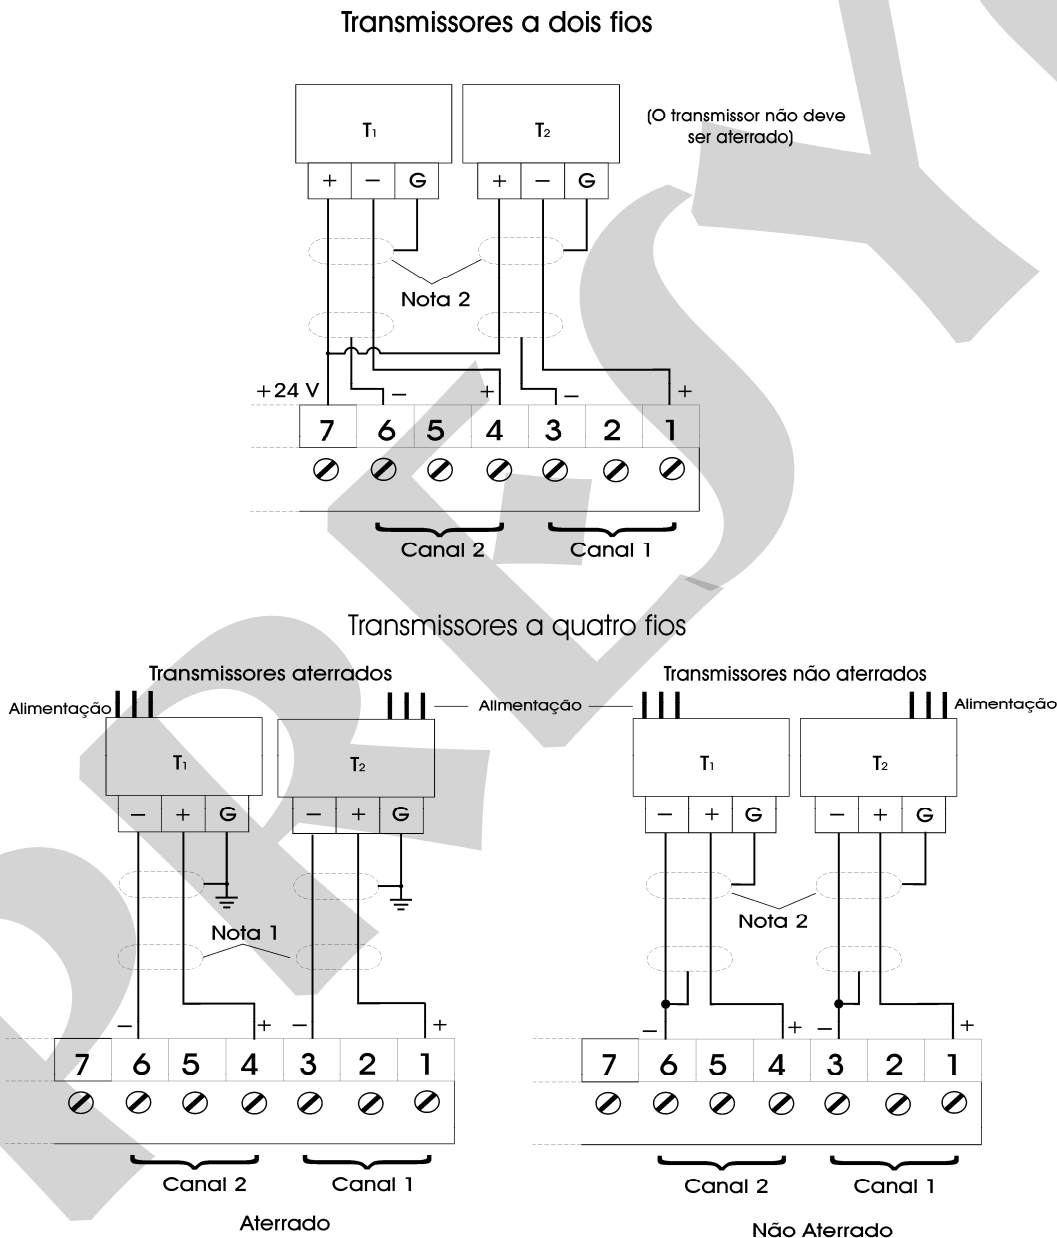 Transmissores a dois fios
T1 T2
(O transmissor não deve
ser aterrado)
+ − G + − G
Nota 2
+24 V − + − +
7 6 5 4 3 2 1
Canal 2 Canal 1
Transmissores a quatro fios
Transmissores aterrados Transmissores não aterrados
Alimentação Alimentação Alimentação
T1 T2 T1 T2
− + G − + G − + G − + G
Nota 1 Nota 2
− + − + − + − +
7 6 5 4 3 2 1 7 6 5 4 3 2 1
Canal 2 Canal 1 Canal 2 Canal 1
Aterrado Não Aterrado